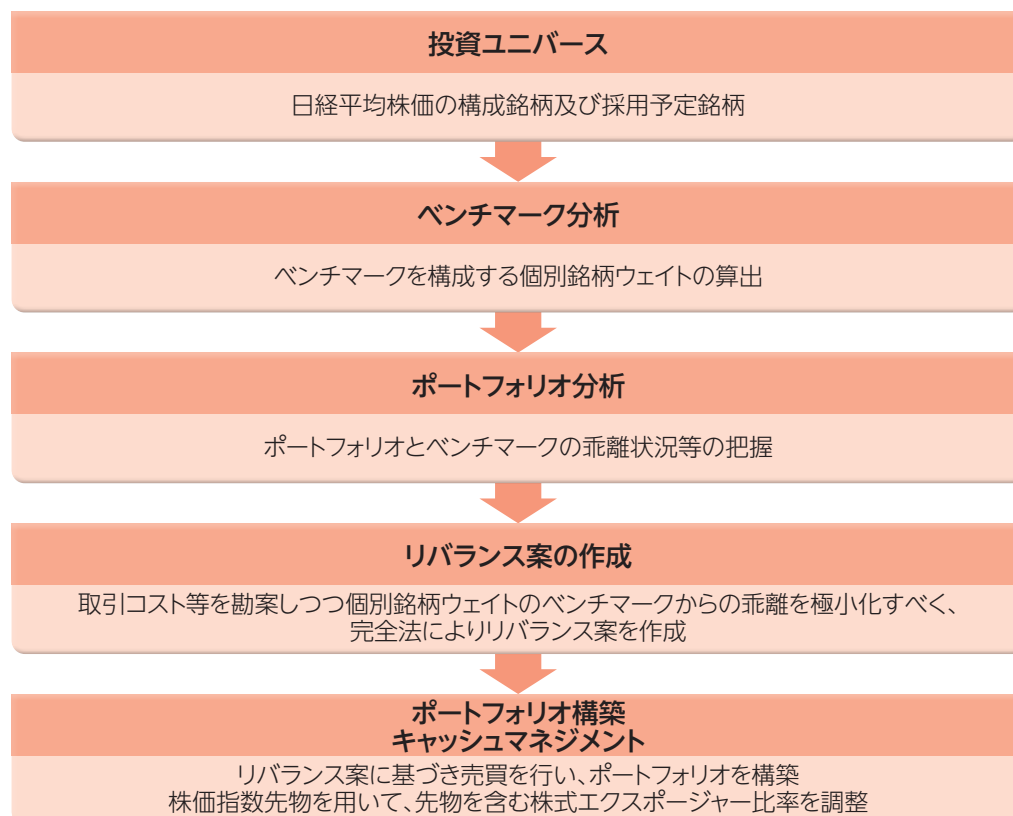 投資ユニバース
日経平均株価の構成銘柄及び採用予定銘柄
ベンチマーク分析
ベンチマークを構成する個別銘柄ウェイトの算出
ポートフォリオ分析
ポートフォリオとベンチマークの乖離状況等の把握
リバランス案の作成
取引コスト等を勘案しつつ個別銘柄ウェイトのベンチマークからの乖離を極小化すべく、
完全法によりリバランス案を作成
ポートフォリオ構築
キャッシュマネジメント
リバランス案に基づき売買を行い、ポートフォリオを構築
株価指数先物を用いて、先物を含む株式エクスポージャー比率を調整